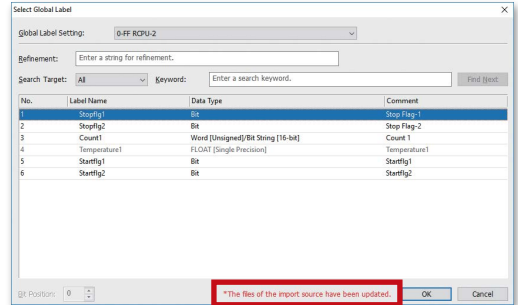 Select Global Label
Global Label Setting: 0-FF RCPU-2
Refinement: Enter a string for refinement.
Search Target: All Keyword: Enter a search keyword. Find Next
No. Label Name Data Type Comment
1 Stopflg1 Bit Stop Flag-1
2 Stopflg2 Bit Stop Flag-2
3 Count1 Word [Unsigned]/Bit String [16-bit] Count 1
4 Temperature1 FLOAT [Single Precision] Temperature1
5 Startflg1 Bit Startflg1
6 Startflg2 Bit Startflg2
Bit Position: 0 *The files of the import source have been updated. OK Cancel